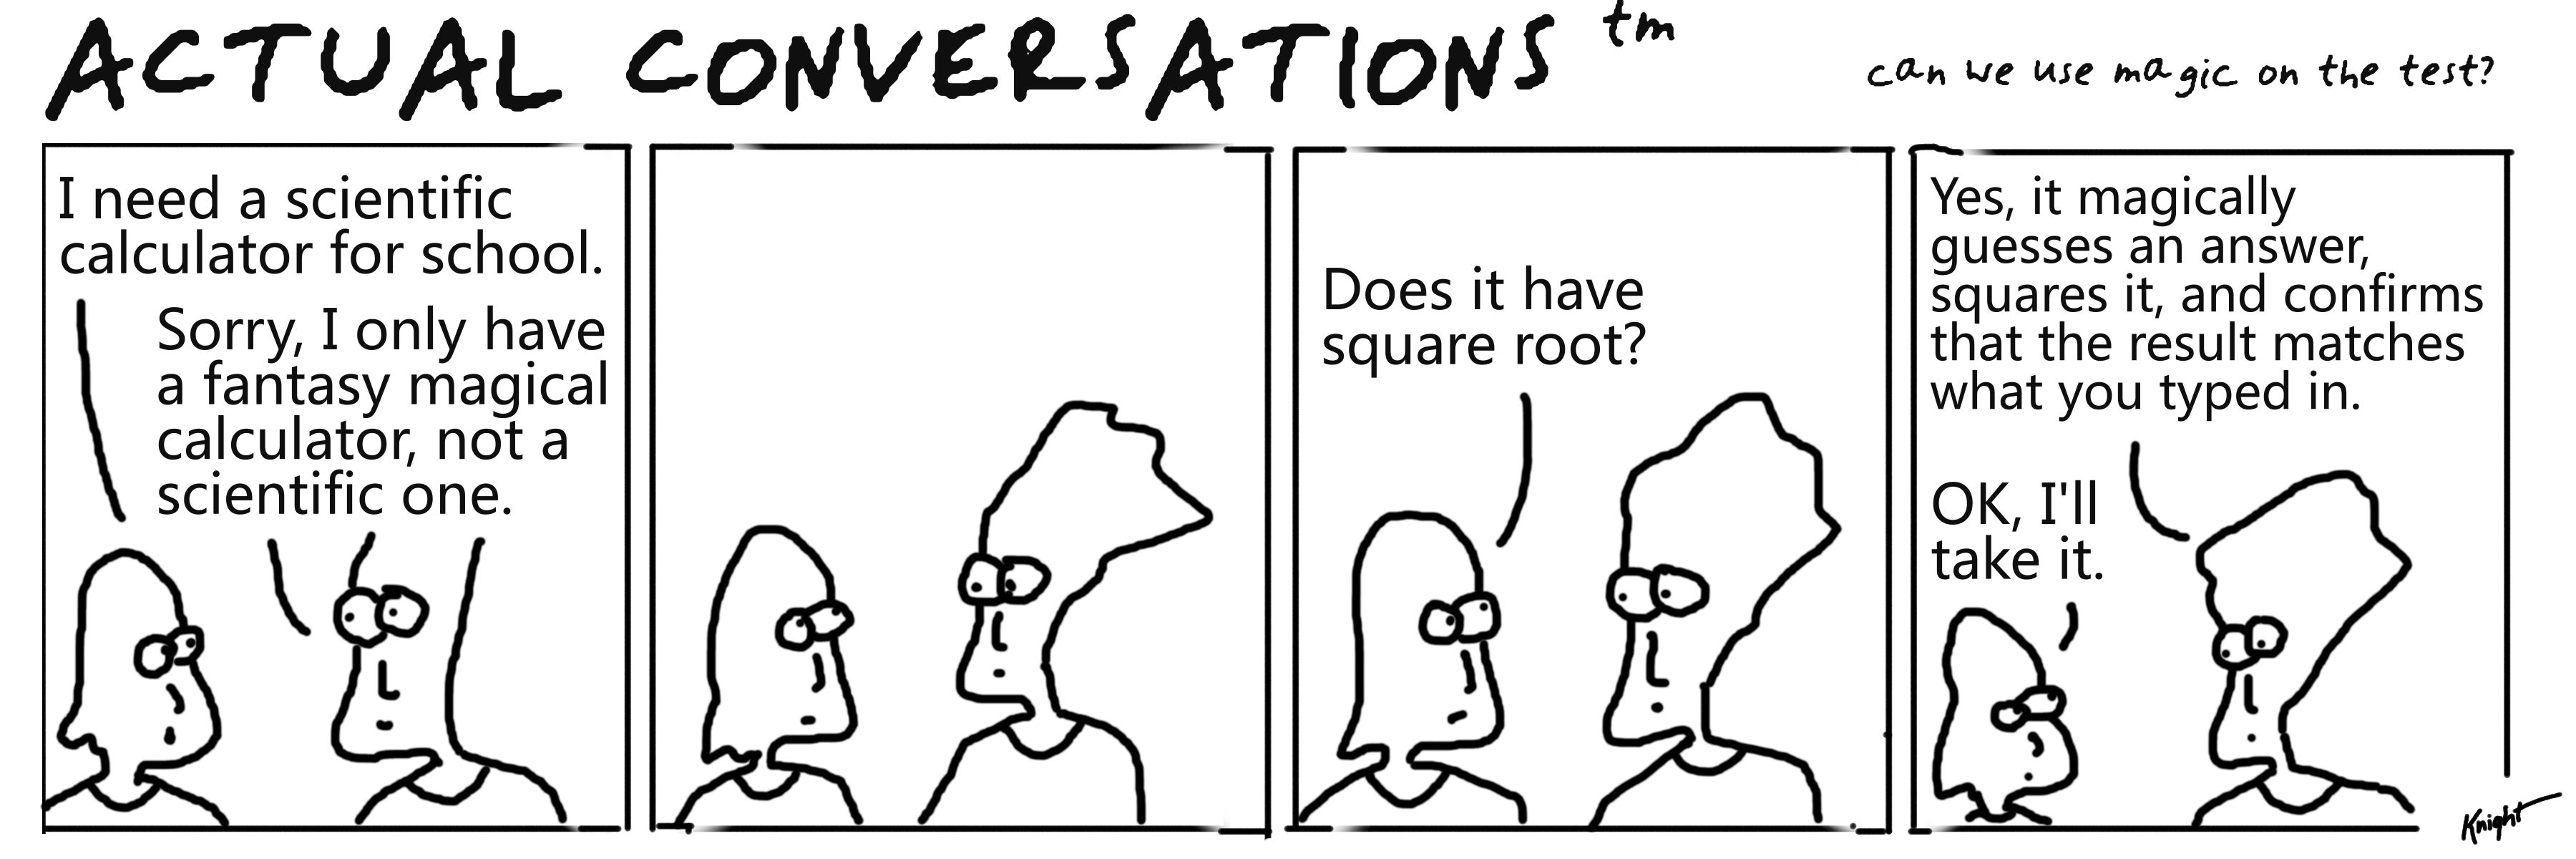 ACTUAL CONVERSATIONS tm
can we use magic on the test?
I need a scientific
calculator for school.
Sorry, I only have
a fantasy magical
calculator, not a
scientific one.
Does it have
square root?
Yes, it magically
guesses an answer,
squares it, and confirms
that the result matches
what you typed in.
OK, I'll
take it.
Knight